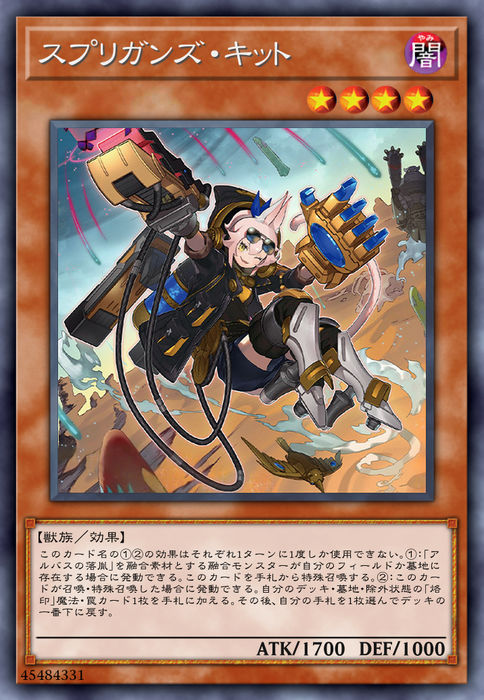 スプリガンズ・キット
やみ
闇
【獣族／効果】
このカード名の①②の効果はそれぞれ1ターンに1度しか使用できない。①：「ア
ルバスの落胤」を融合素材とする融合モンスターが自分のフィールドか墓地に
存在する場合に発動できる。このカードを手札から特殊召喚する。②：このカー
ドが召喚・特殊召喚した場合に発動できる。自分のデッキ・墓地・除外状態の「烙
印」魔法・罠カード1枚を手札に加える。その後、自分の手札を1枚選んでデッキの
一番下に戻す。
ATK/1700 DEF/1000
45484331